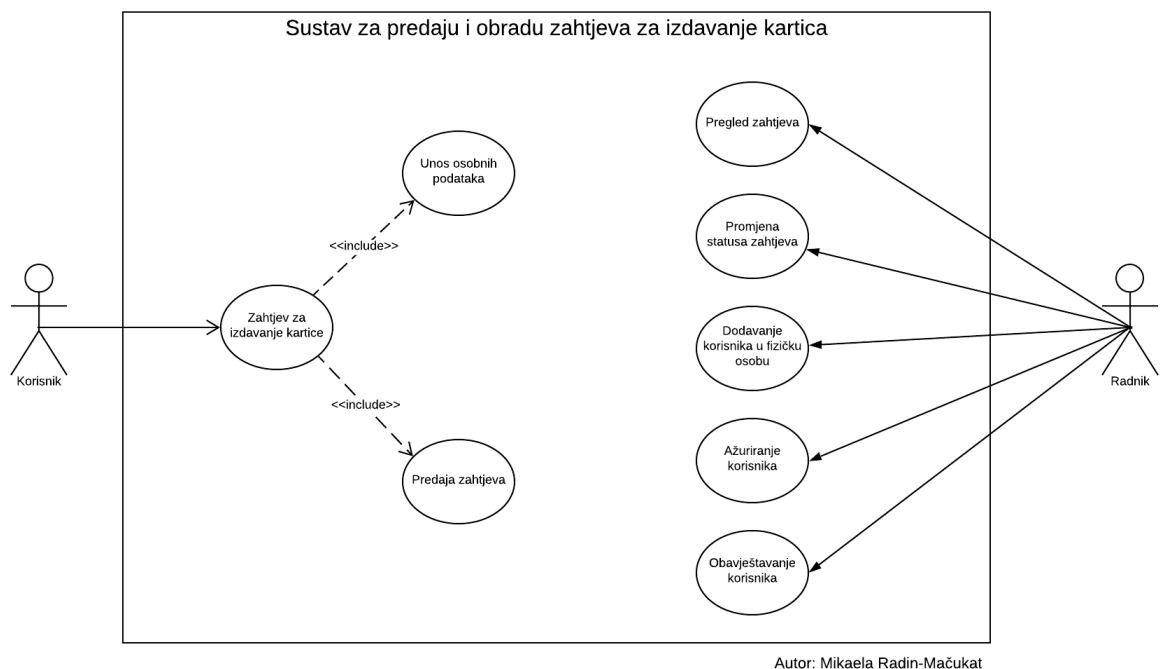 Sustav za predaju i obradu zahtjeva za izdavanje kartica
Korisnik
Zahtjev za
izdavanje kartice
<<include>>
Unos osobnih
podataka
<<include>>
Predaja zahtjeva
Pregled zahtjeva
Promjena
statusa zahtjeva
Dodavanje
korisnika u fizičku
osobu
Ažuriranje
korisnika
Obavještavanje
korisnika
Radnik
Autor: Mikaela Radin-Mačukat